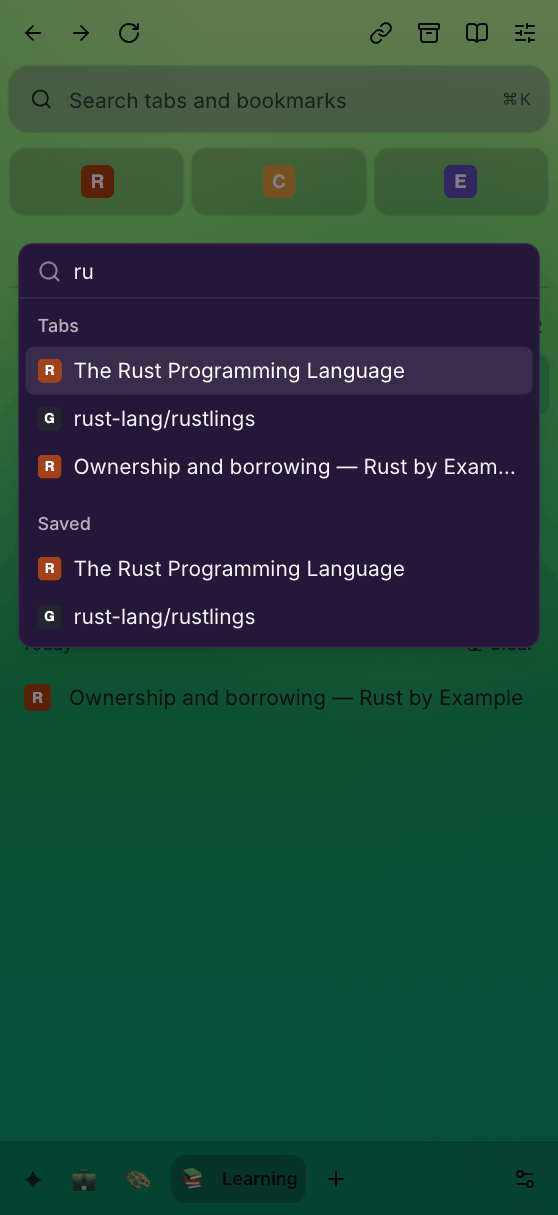 Search tabs and bookmarks ⌘K
R C E
ru
Tabs
R The Rust Programming Language
G rust-lang/rustlings
R Ownership and borrowing — Rust by Exam...
Saved
R The Rust Programming Language
G rust-lang/rustlings
R Ownership and borrowing — Rust by Example
Learning